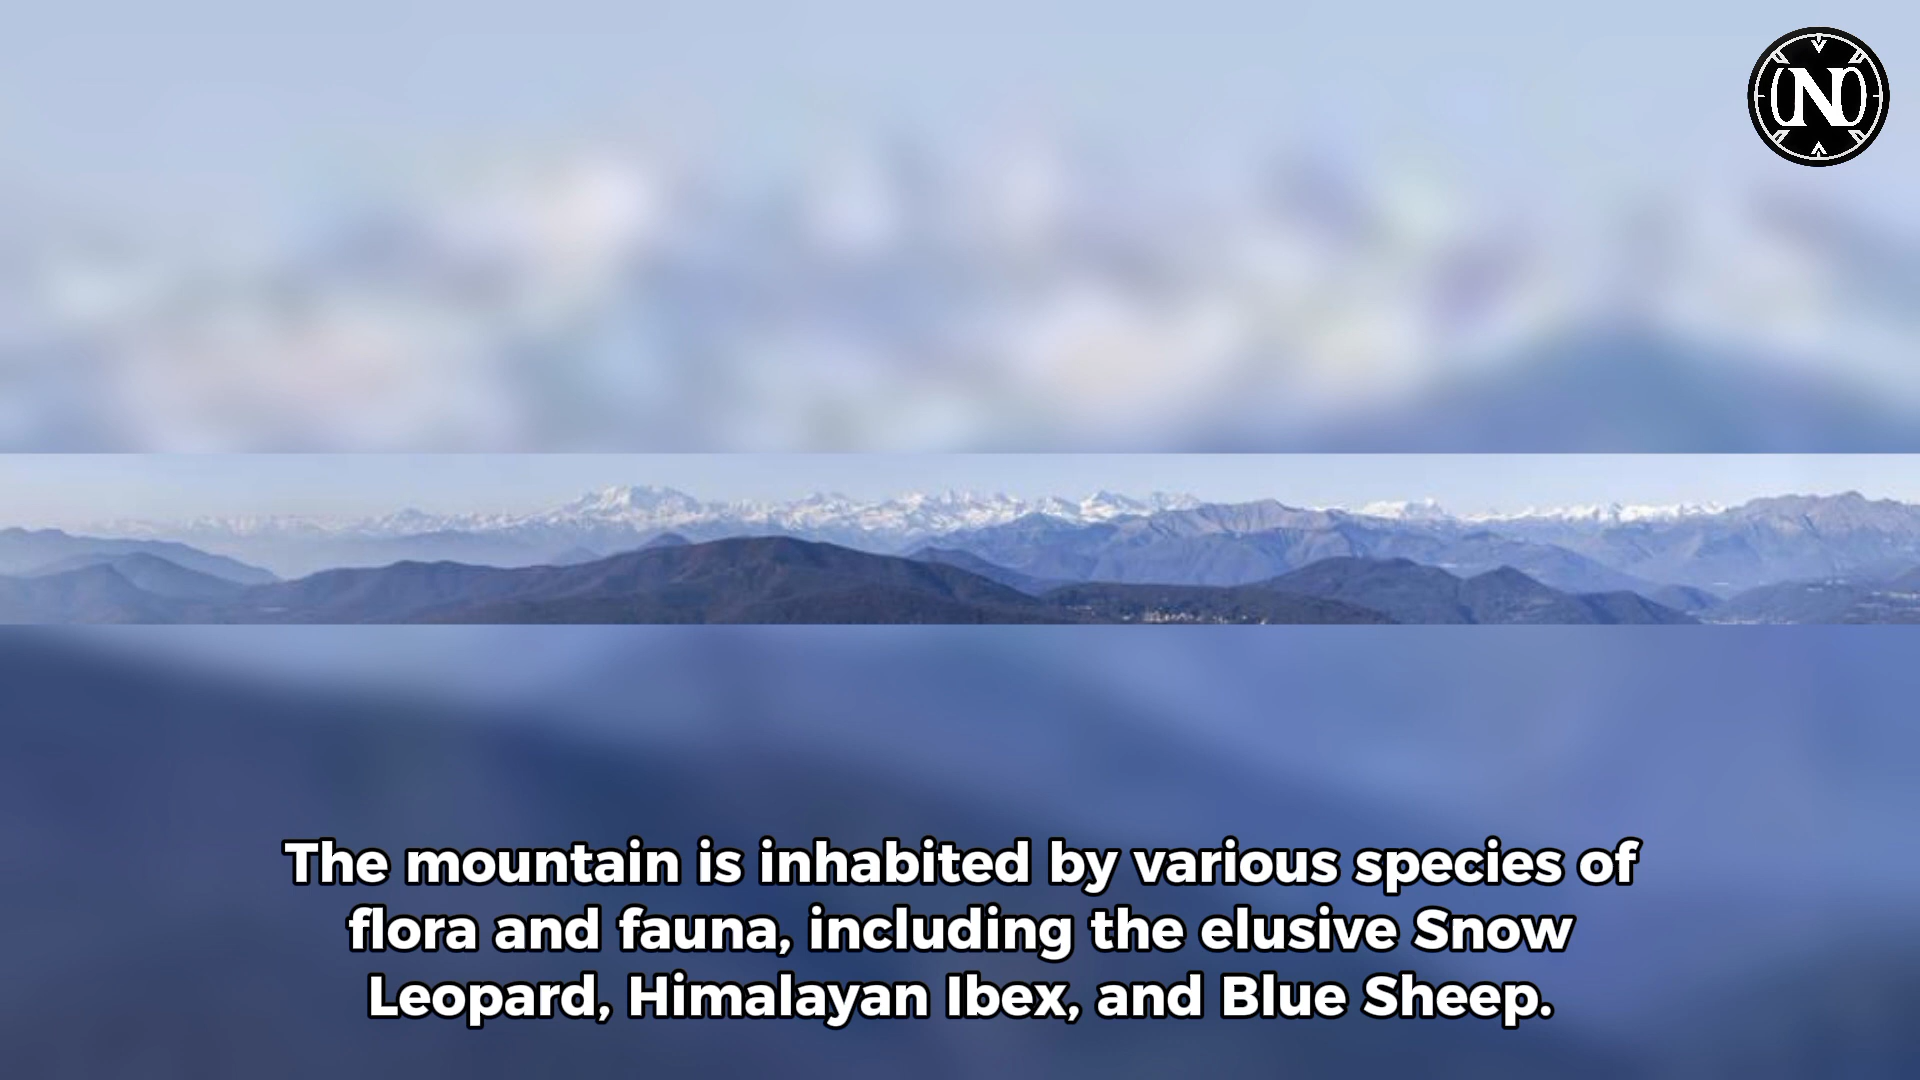 N
The mountain is inhabited by various species of
flora and fauna, including the elusive Snow
Leopard, Himalayan Ibex, and Blue Sheep.